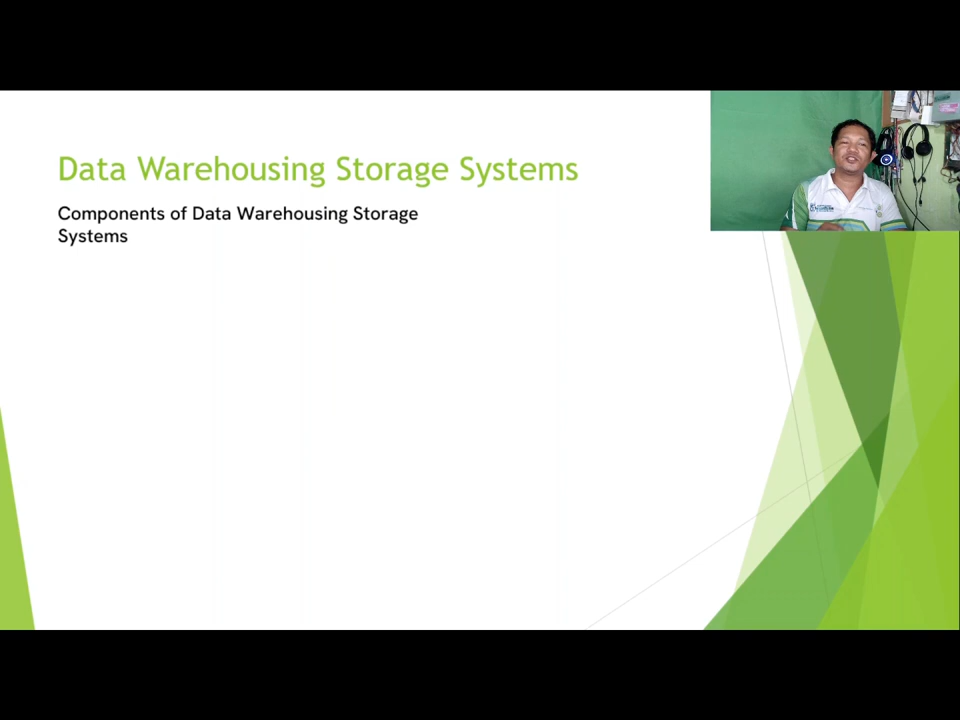 Data Warehousing Storage Systems
Components of Data Warehousing Storage
Systems